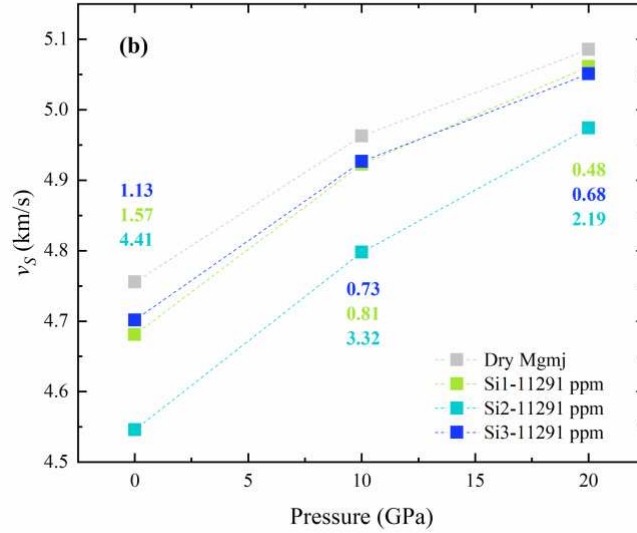 (b)
5.1
5.0
4.9
4.8
4.7
4.6
4.5
v_S (km/s)
1.13
1.57
4.41
0.73
0.81
3.32
0.48
0.68
2.19
Dry Mgmj
Si1-11291 ppm
Si2-11291 ppm
Si3-11291 ppm
0 5 10 15 20
Pressure (GPa)